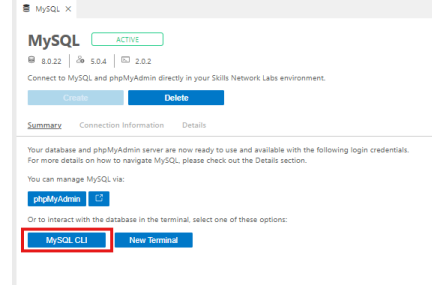 MySQL ×
MySQL ACTIVE
8.0.22 5.0.4 2.0.2
Connect to MySQL and phpMyAdmin directly in your Skills Network Labs environment.
Create Delete
Summary Connection Information Details
Your database and phpMyAdmin server are now ready to use and available with the following login credentials.
For more details on how to navigate MySQL, please check out the Details section.
You can manage MySQL via:
phpMyAdmin
Or to interact with the database in the terminal, select one of these options:
MySQL CLI New Terminal